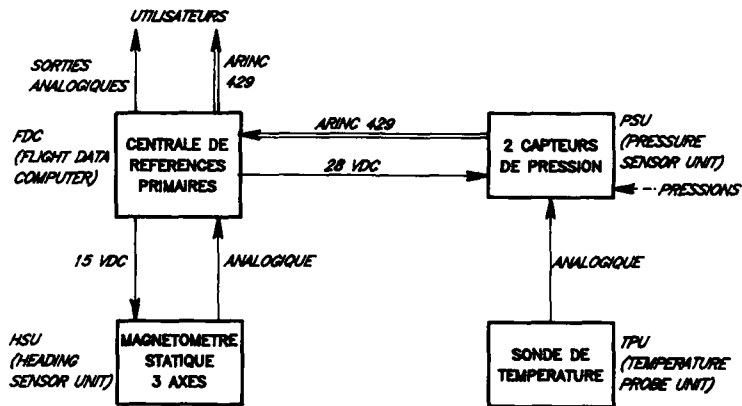 UTILISATEURS
SORTIES
ANALOGIQUES
ARINC
429
FDC
(FLIGHT DATA
COMPUTER)
CENTRALE DE
REFERENCES
PRIMAIRES
ARINC 429
28 VDC
2 CAPTEURS
DE PRESSION
PSU
(PRESSURE
SENSOR UNIT)
PRESSIONS
15 VDC
ANALOGIQUE
ANALOGIQUE
HSU
(HEADING
SENSOR UNIT)
MAGNETOMETRE
STATIQUE
3 AXES
SONDE DE
TEMPERATURE
TPU
(TEMPERATURE
PROBE UNIT)